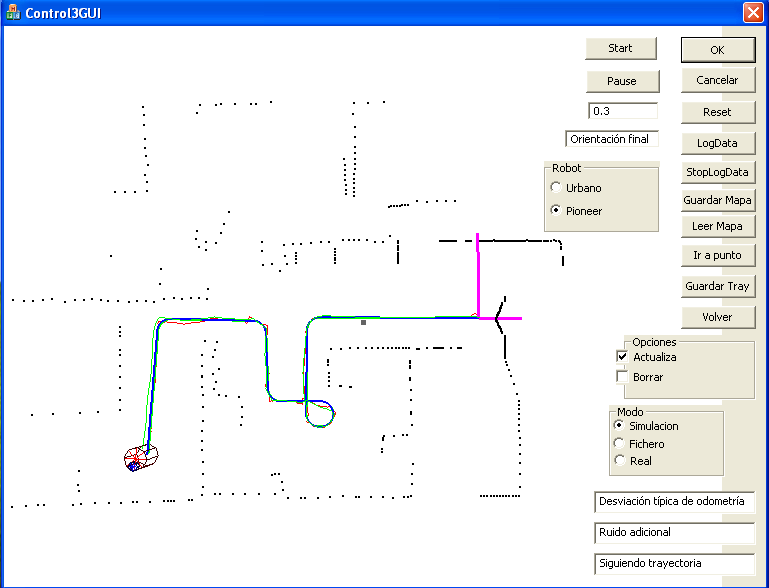 Control3GUI
Start
OK
Pause
Cancelar
0.3
Reset
Orientación final
LogData
Robot
StopLogData
Urbano
Guardar Mapa
Pioneer
Leer Mapa
Ir a punto
Guardar Tray
Volver
Opciones
Actualiza
Borrar
Modo
Simulacion
Fichero
Real
Desviación típica de odometría
Ruido adicional
Siguiendo trayectoria